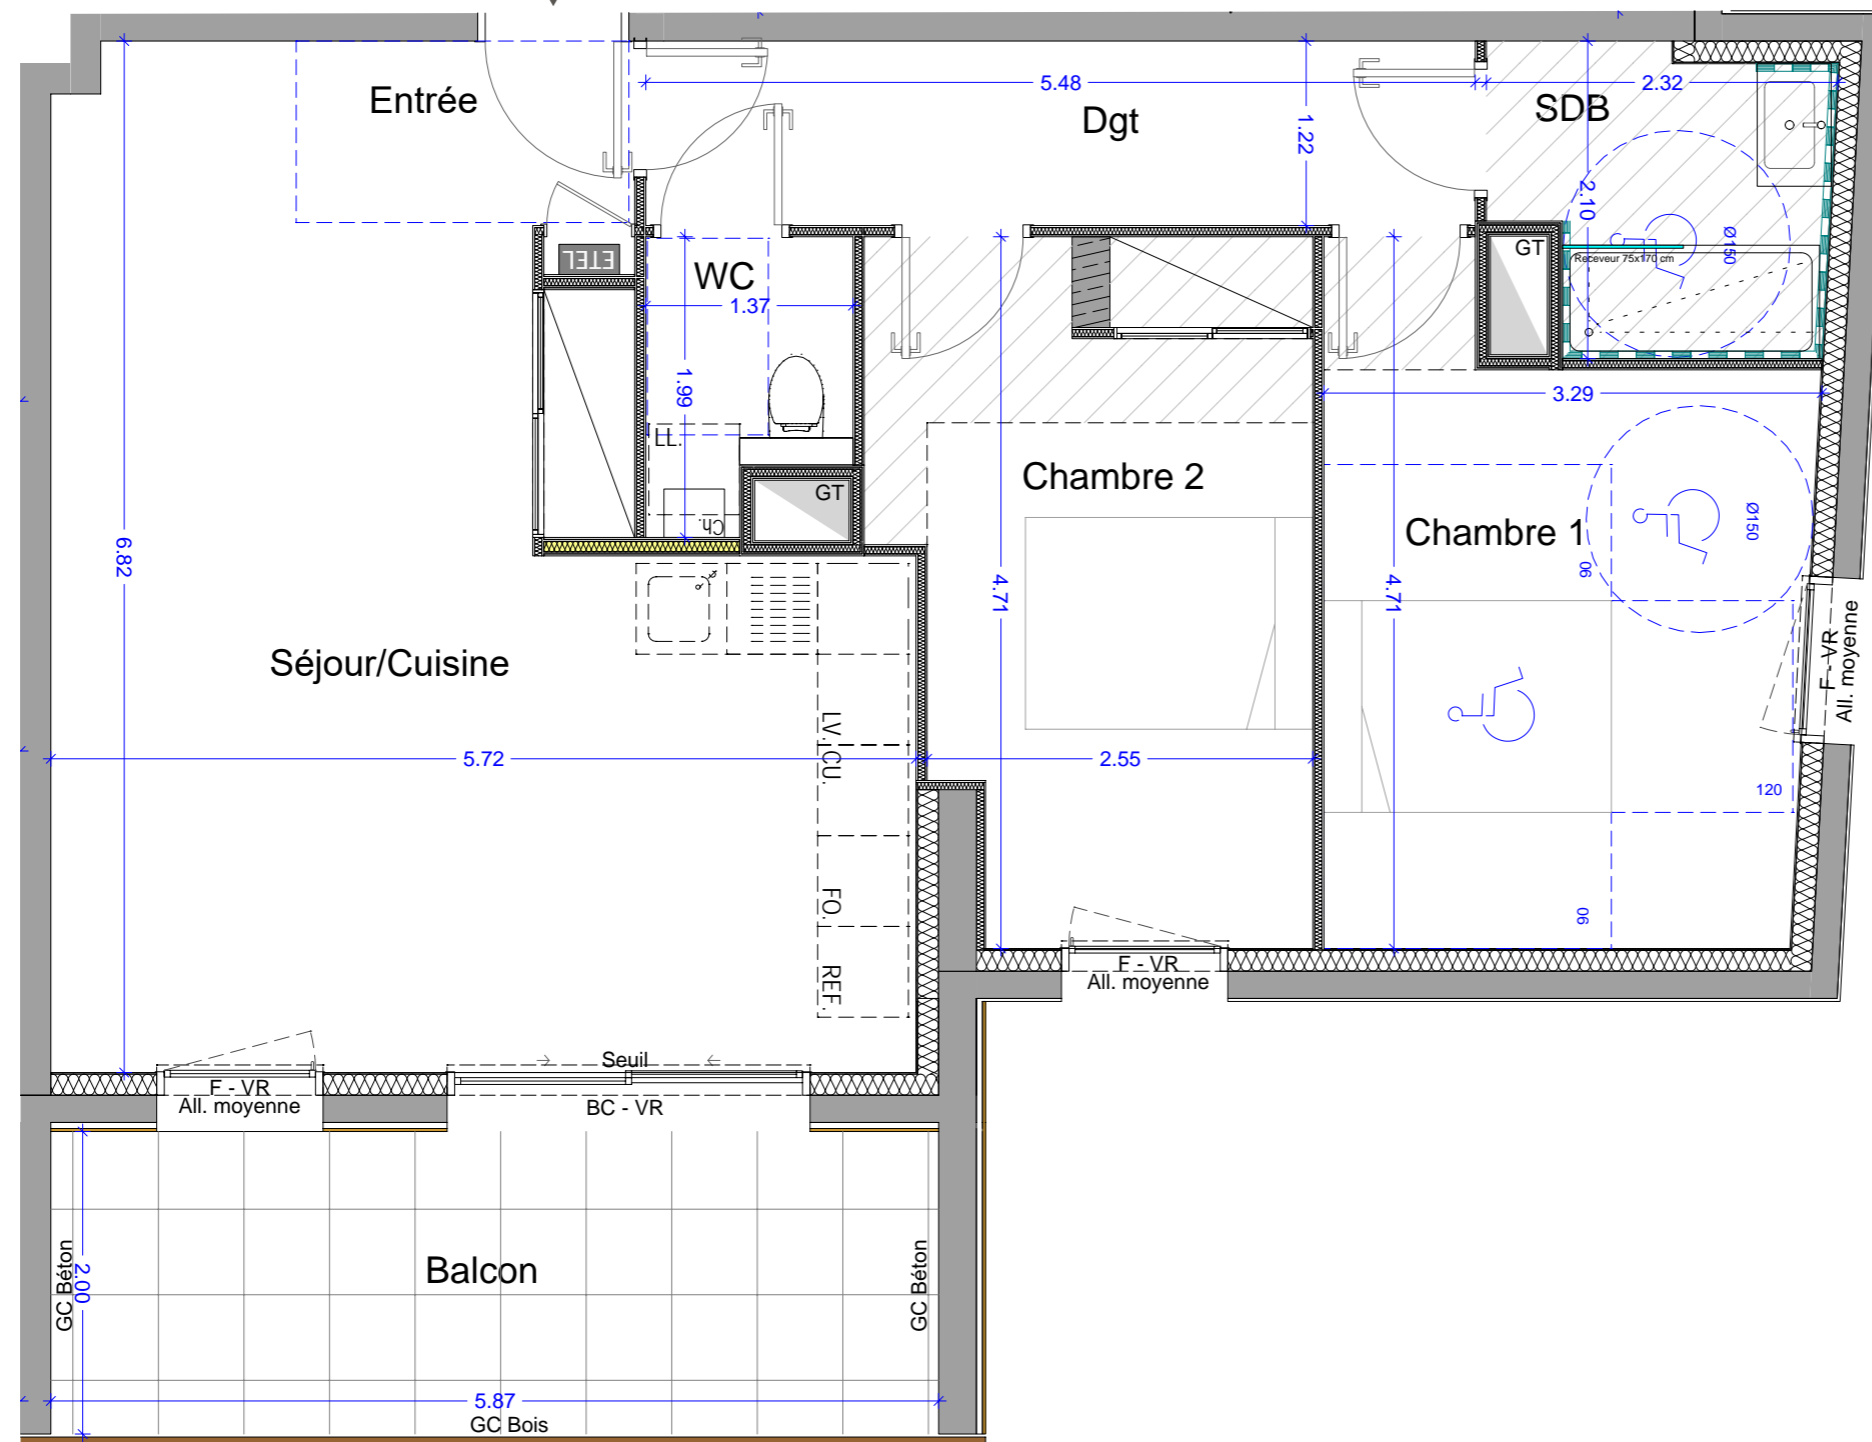 Entrée
5.48
Dgt
1.22
SDB
2.32
2.10
Ø150
Receveur 75x170 cm
GT
ETEL
WC
1.37
1.99
LL.
Ch.
GT
3.29
Chambre 2
Chambre 1
Ø150
90
6.82
4.71
4.71
Séjour/Cuisine
F - VR
All. moyenne
LV.
CU.
5.72
2.55
120
FO.
90
REF.
F - VR
All. moyenne
Seuil
F - VR
All. moyenne
BC - VR
GC Béton
2.00
Balcon
GC Béton
5.87
GC Bois